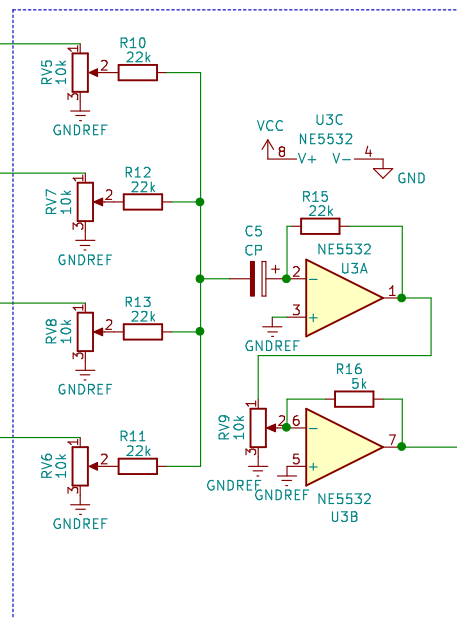 R10
22k
RV5
10k
1
2
3
GNDREF
U3C
NE5532
VCC
8
V+
V−
4
GND
R12
22k
RV7
10k
1
2
3
GNDREF
R15
22k
C5
CP
+
NE5532
U3A
2
−
1
3
+
GNDREF
R13
22k
RV8
10k
1
2
3
GNDREF
R16
5k
RV9
10k
1
2
3
GNDREF
6
−
7
5
+
GNDREF
NE5532
U3B
R11
22k
RV6
10k
1
2
3
GNDREF